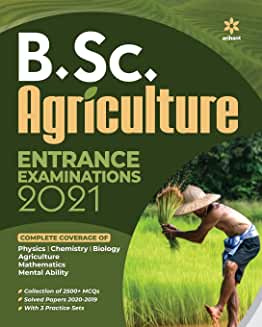 arihant
B.Sc.
Agriculture
ENTRANCE
EXAMINATIONS
2021
COMPLETE COVERAGE OF
Physics | Chemistry | Biology
Agriculture
Mathematics
Mental Ability
Collection of 2500+ MCQs
Solved Papers 2020-2019
With 3 Practice Sets